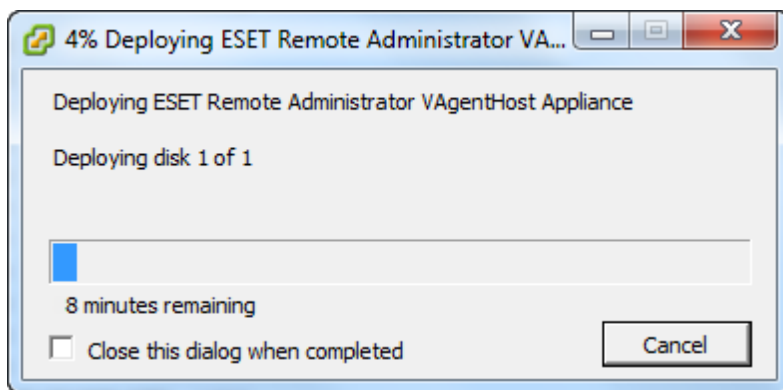 4% Deploying ESET Remote Administrator VA...
Deploying ESET Remote Administrator VAgentHost Appliance
Deploying disk 1 of 1
8 minutes remaining
Close this dialog when completed
Cancel